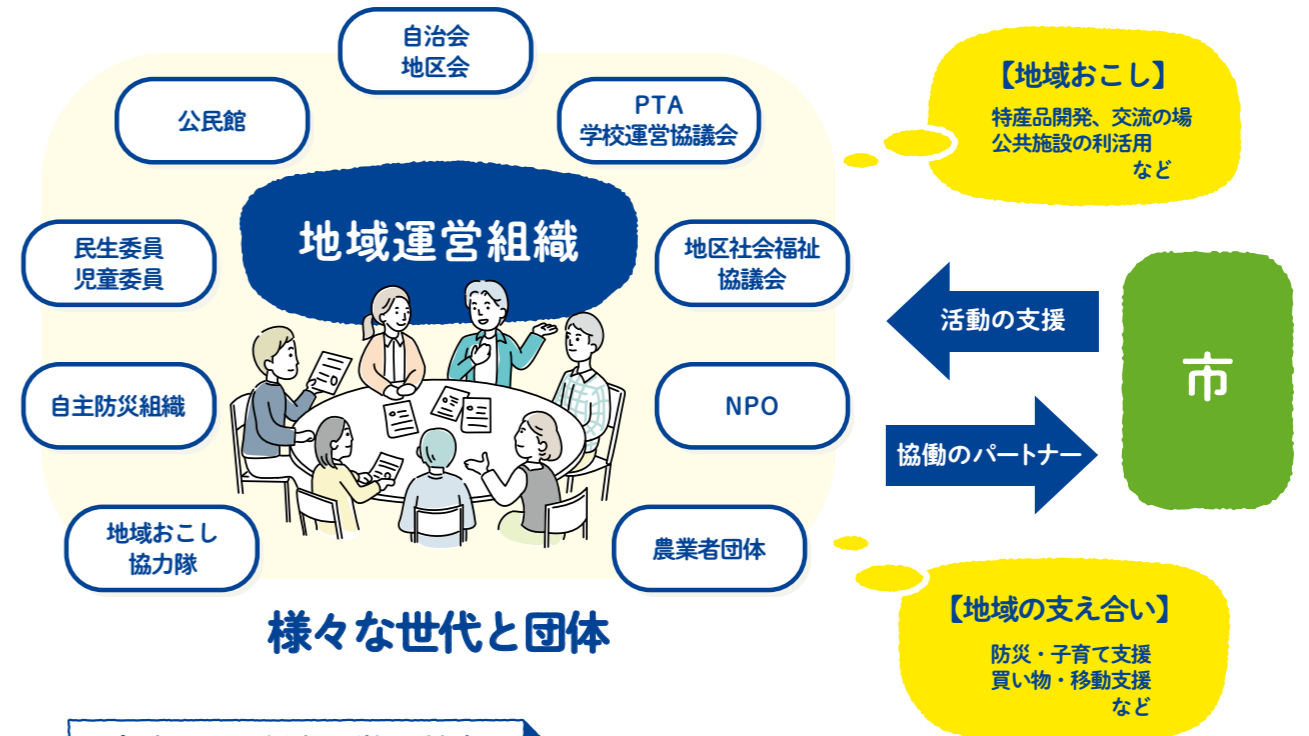 自治会
地区会
公民館
PTA
学校運営協議会
地域運営組織
民生委員
児童委員
地区社会福祉
協議会
自主防災組織
NPO
地域おこし
協力隊
農業者団体
様々な世代と団体
【地域おこし】
特産品開発、交流の場
公共施設の利活用
など
活動の支援
市
協働のパートナー
【地域の支え合い】
防災・子育て支援
買い物・移動支援
など